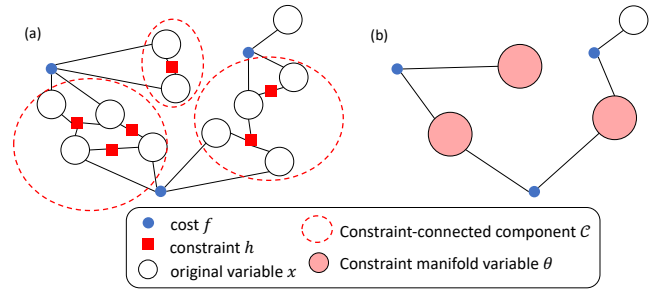 (a)
(b)
cost f
constraint h
original variable x
Constraint-connected component 𝒞
Constraint manifold variable θ